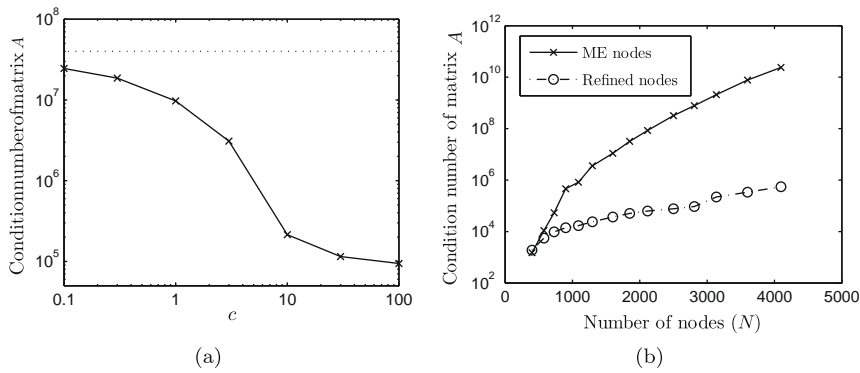 10^8
10^7
10^6
10^5
Conditionnumberofmatrix A
0.1 1 10 100
c
(a)
10^12
10^10
10^8
10^6
10^4
10^2
Condition number of matrix A
ME nodes
Refined nodes
0 1000 2000 3000 4000 5000
Number of nodes (N)
(b)